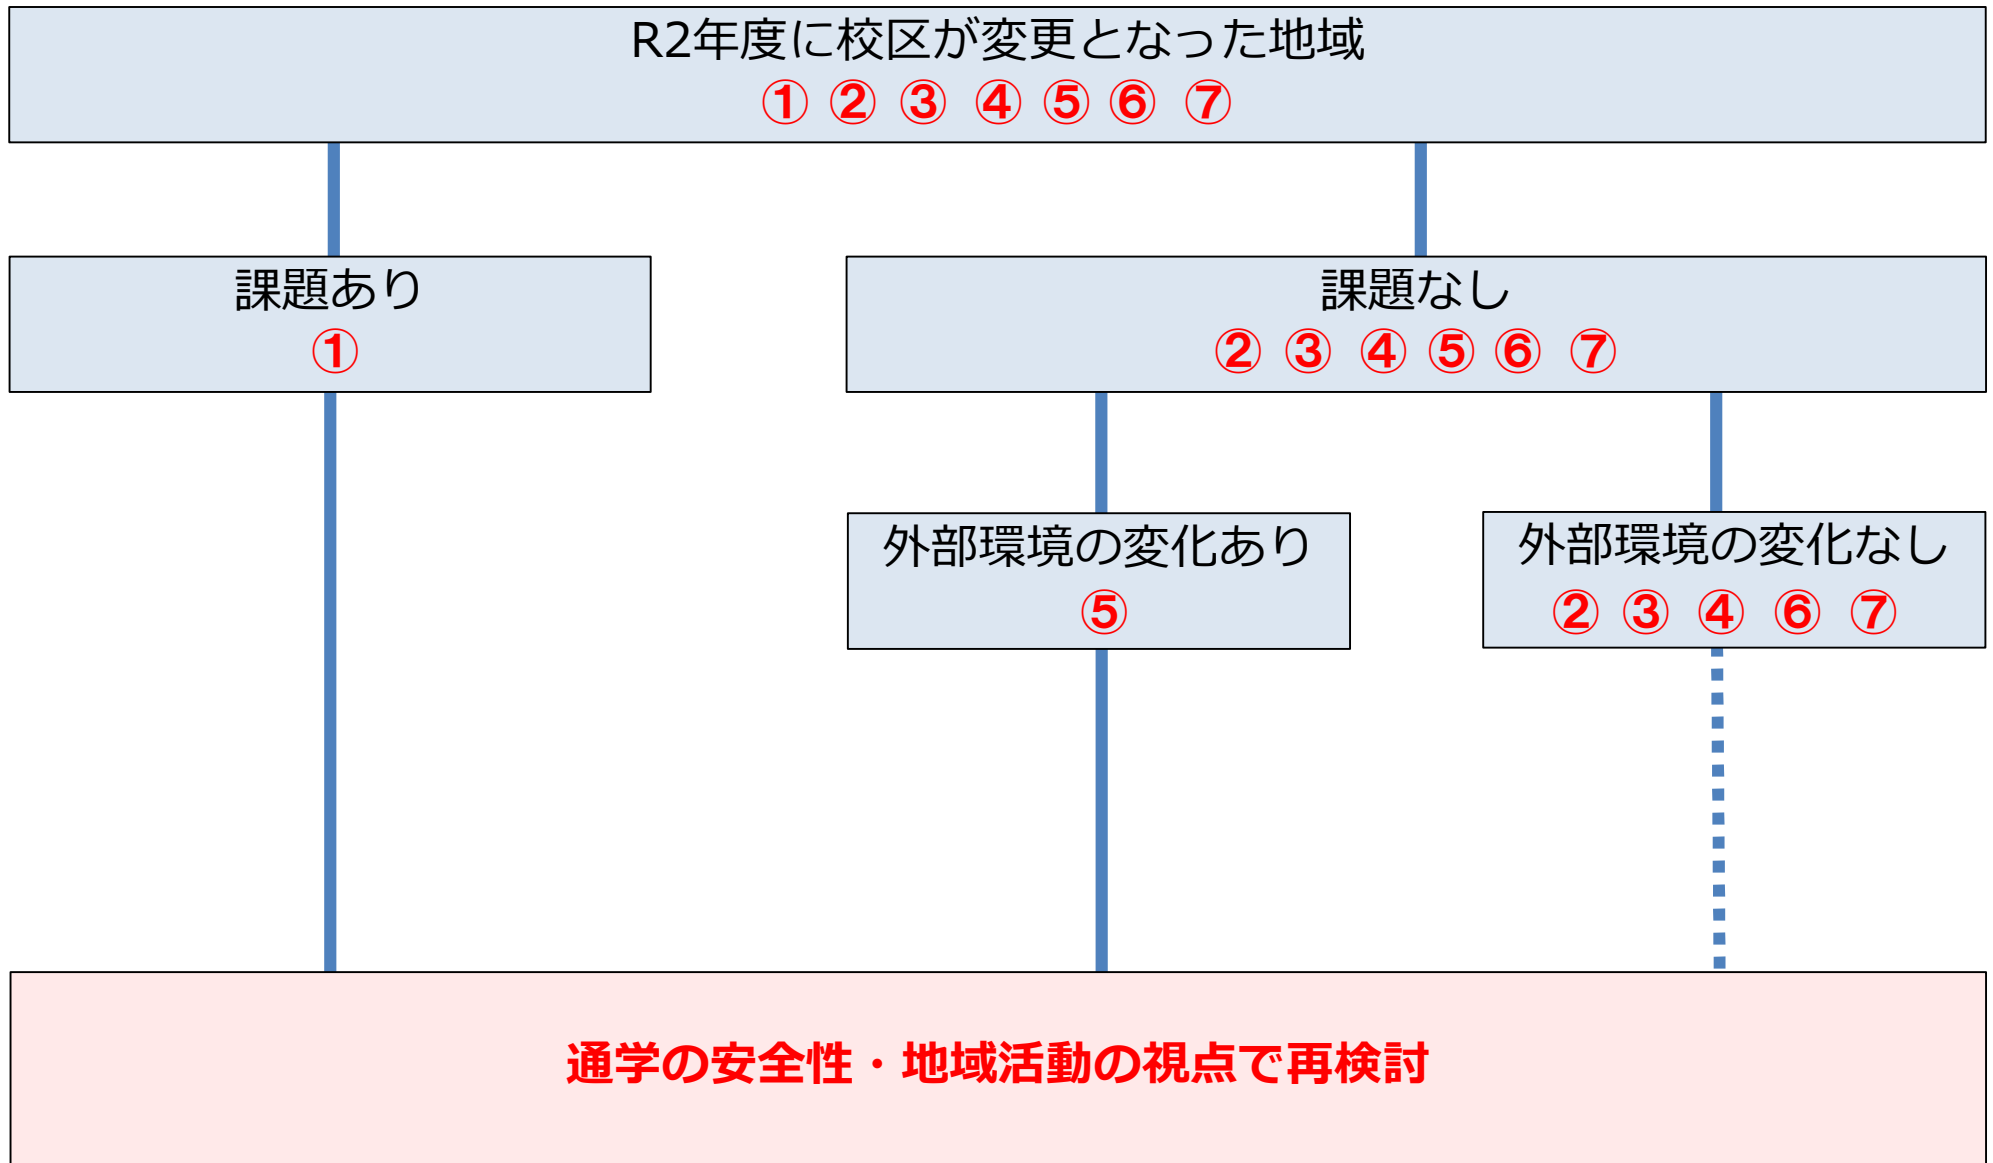 R2年度に校区が変更となった地域
① ② ③ ④ ⑤ ⑥ ⑦
課題あり
①
課題なし
② ③ ④ ⑤ ⑥ ⑦
外部環境の変化あり
⑤
外部環境の変化なし
② ③ ④ ⑥ ⑦
通学の安全性・地域活動の視点で再検討